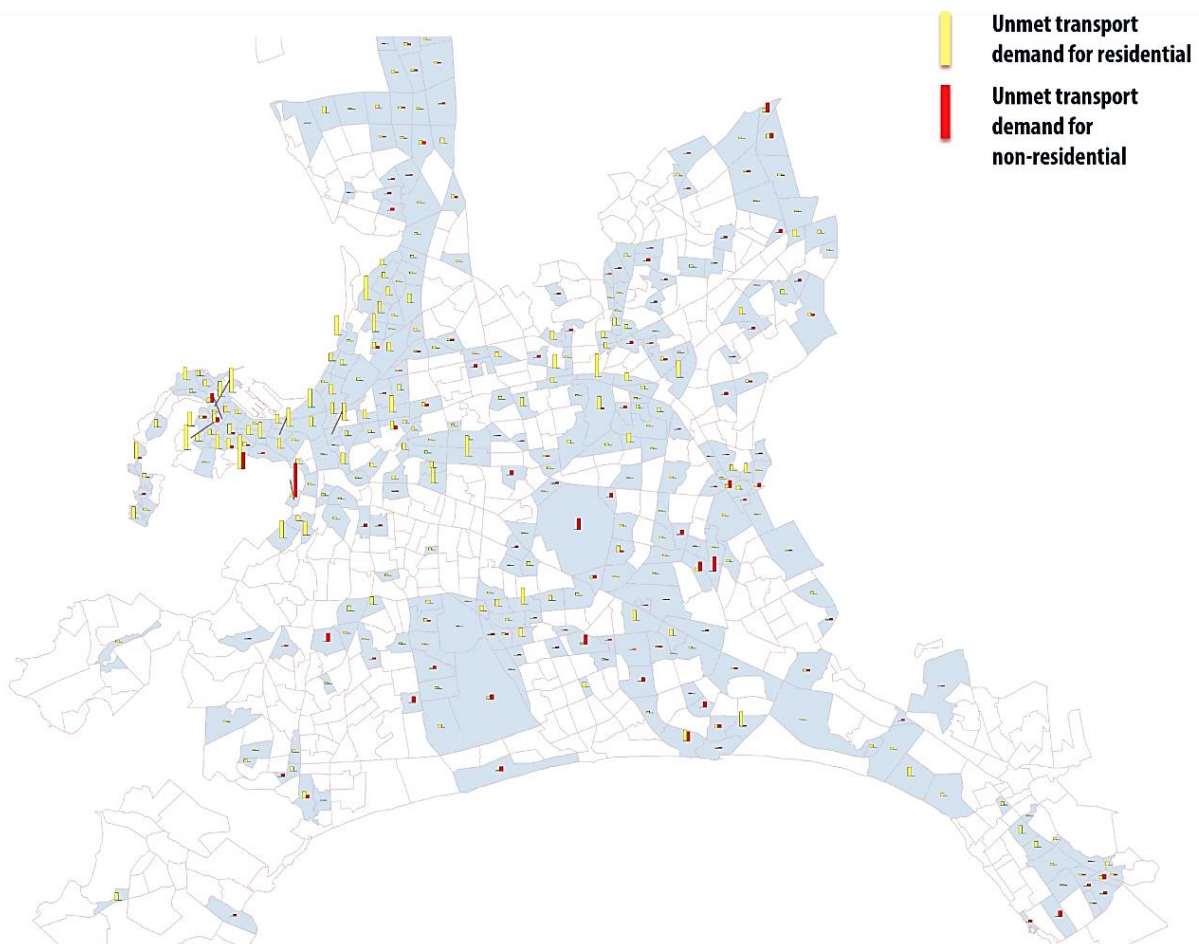 Unmet transport
demand for residential
Unmet transport
demand for
non-residential